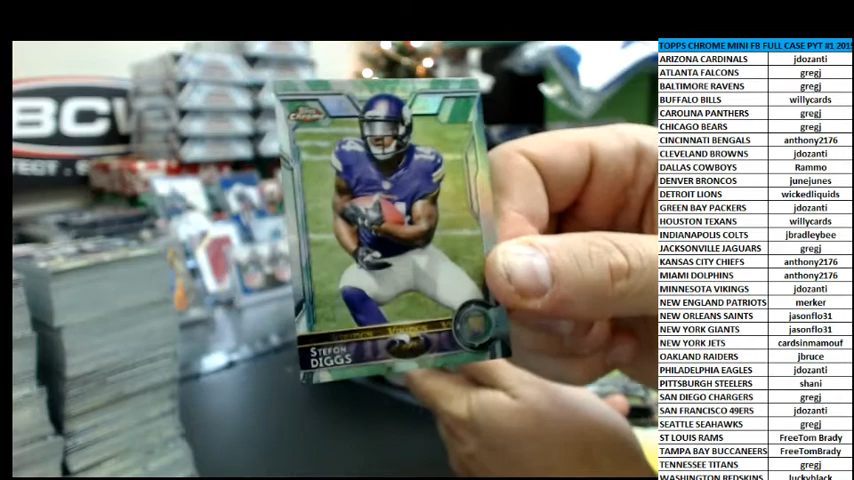 TOPPS CHROME MINI FB FULL CASE PYT #1 201
ARIZONA CARDINALS jdozanti
ATLANTA FALCONS gregj
BALTIMORE RAVENS gregj
BUFFALO BILLS willycards
CAROLINA PANTHERS gregj
CHICAGO BEARS gregj
CINCINNATI BENGALS anthony2176
CLEVELAND BROWNS jdozanti
DALLAS COWBOYS Rammo
DENVER BRONCOS junejunes
DETROIT LIONS wickedliquids
GREEN BAY PACKERS jdozanti
HOUSTON TEXANS willycards
INDIANAPOLIS COLTS jbradleybee
JACKSONVILLE JAGUARS gregj
KANSAS CITY CHIEFS anthony2176
MIAMI DOLPHINS anthony2176
MINNESOTA VIKINGS jdozanti
NEW ENGLAND PATRIOTS merker
NEW ORLEANS SAINTS jasonflo31
NEW YORK GIANTS jasonflo31
NEW YORK JETS cardsinmamouf
OAKLAND RAIDERS jbruce
PHILADELPHIA EAGLES jdozanti
PITTSBURGH STEELERS shani
SAN DIEGO CHARGERS gregj
SAN FRANCISCO 49ERS jdozanti
SEATTLE SEAHAWKS gregj
ST LOUIS RAMS FreeTom Brady
TAMPA BAY BUCCANEERS FreeTomBrady
TENNESSEE TITANS gregj
WASHINGTON REDSKINS luckyblack
BCW
Chrome
14
VIKINGS
STEFON
DIGGS